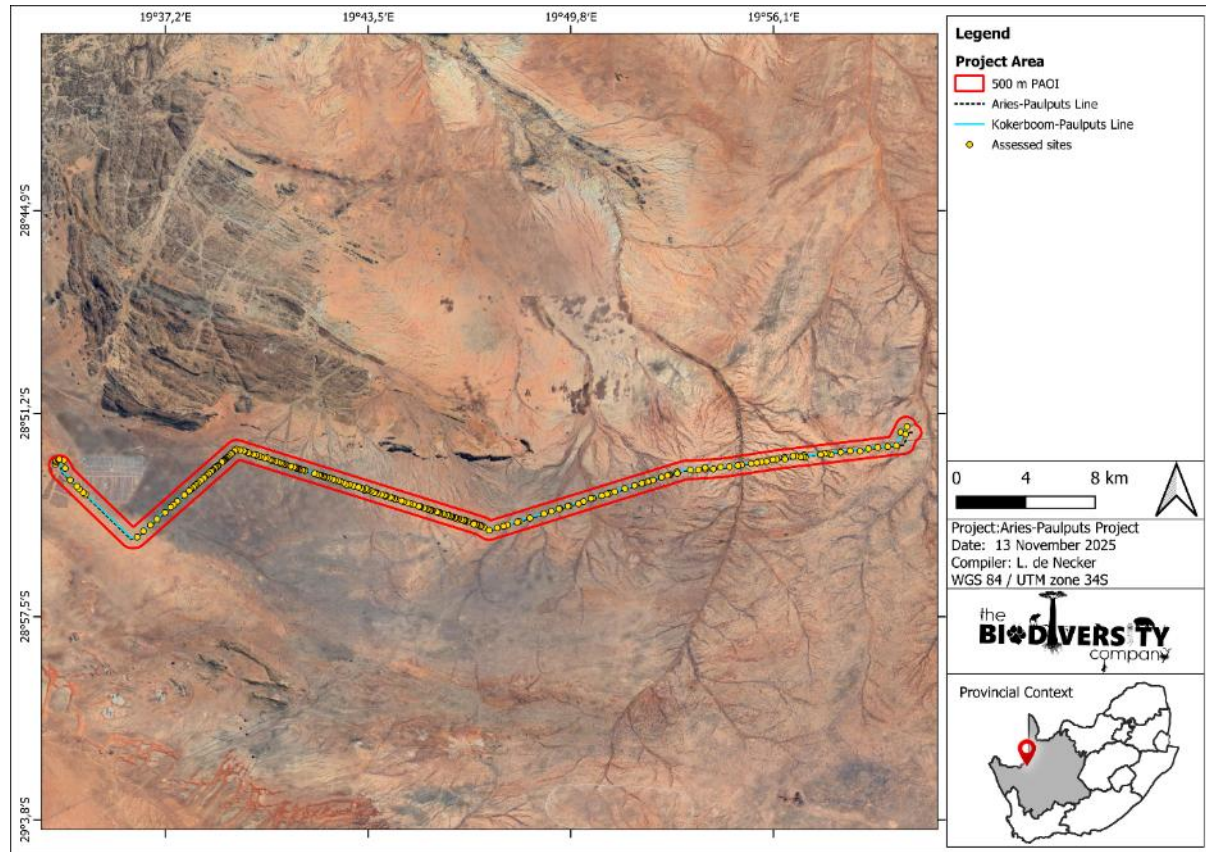 19°37,2'E
19°43,5'E
19°49,8'E
19°56,1'E
28°44,9'S
28°51,2'S
28°57,5'S
29°3,8'S
Legend
Project Area
500 m PAOI
Aries-Paulputs Line
Kokerboom-Paulputs Line
Assessed sites
0 4 8 km
Project:Aries-Paulputs Project
Date: 13 November 2025
Compiler: L. de Necker
WGS 84 / UTM zone 34S
the
BIODIVERSITY
company
Provincial Context